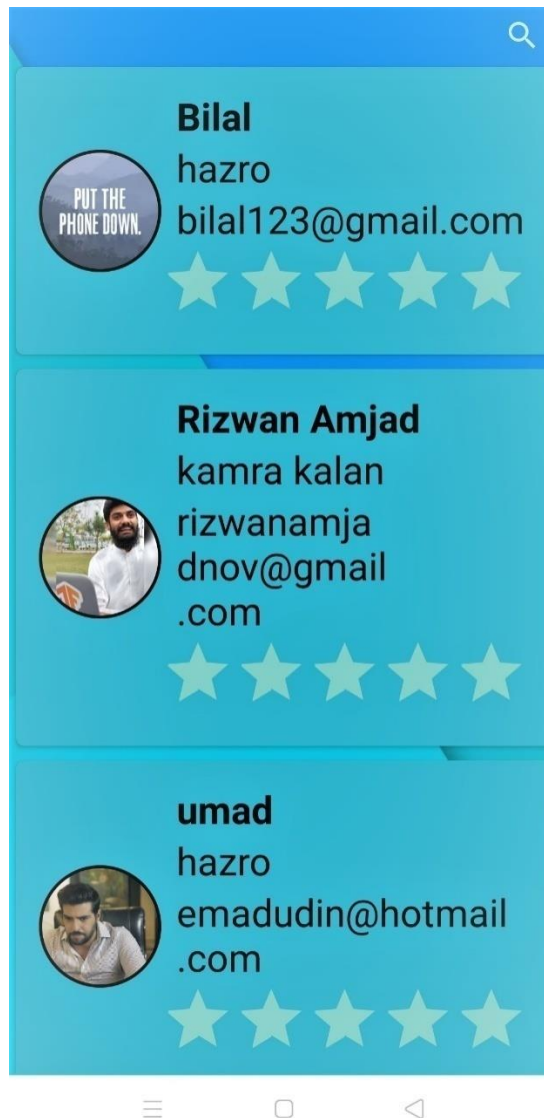 Bilal
hazro
PUT THE
PHONE DOWN.
bilal123@gmail.com
Rizwan Amjad
kamra kalan
rizwanamja
dnov@gmail
.com
umad
hazro
emadudin@hotmail
.com